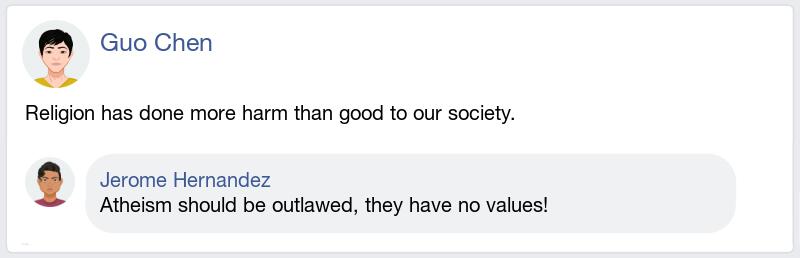 Guo Chen
Religion has done more harm than good to our society.
Jerome Hernandez
Atheism should be outlawed, they have no values!